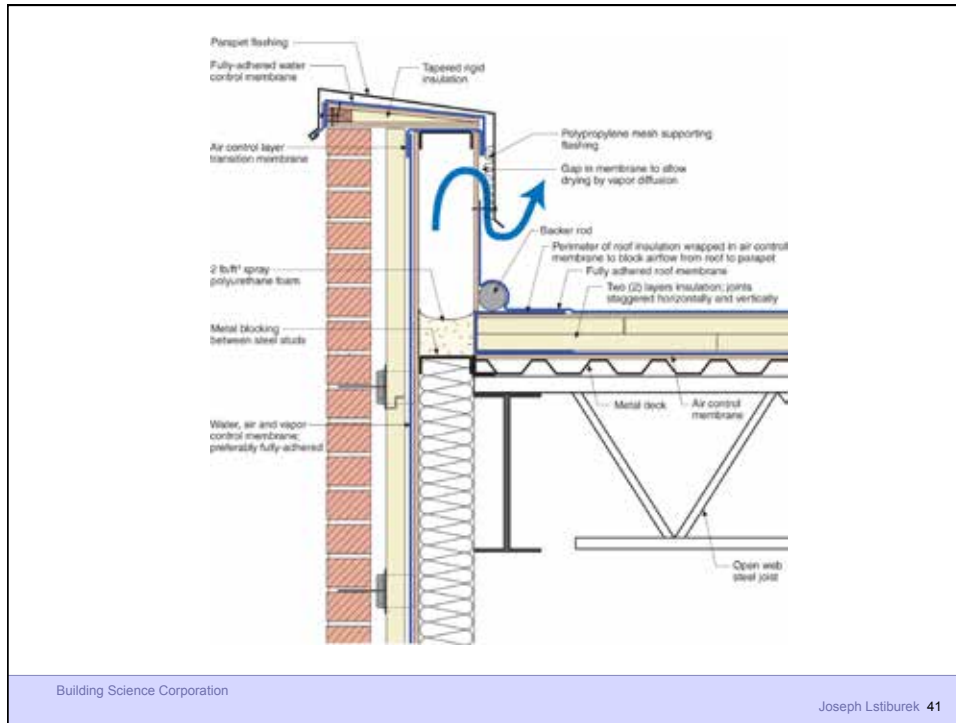 Parapet flashing
Fully-adhered water
control membrane
Tapered rigid
insulation
Air control layer
transition membrane
Polypropylene mesh supporting
flashing
Gap in membrane to allow
drying by vapor diffusion
Backer rod
Perimeter of roof insulation wrapped in air control
membrane to block airflow from roof to parapet
Fully adhered roof membrane
Two (2) layers insulation; joints
staggered horizontally and vertically
2 lb/ft³ spray
polyurethane foam
Metal blocking
between steel studs
Metal deck
Air control
membrane
Water, air and vapor
control membrane;
preferably fully-adhered
Open web
steel joist
Building Science Corporation
Joseph Lstiburek 41